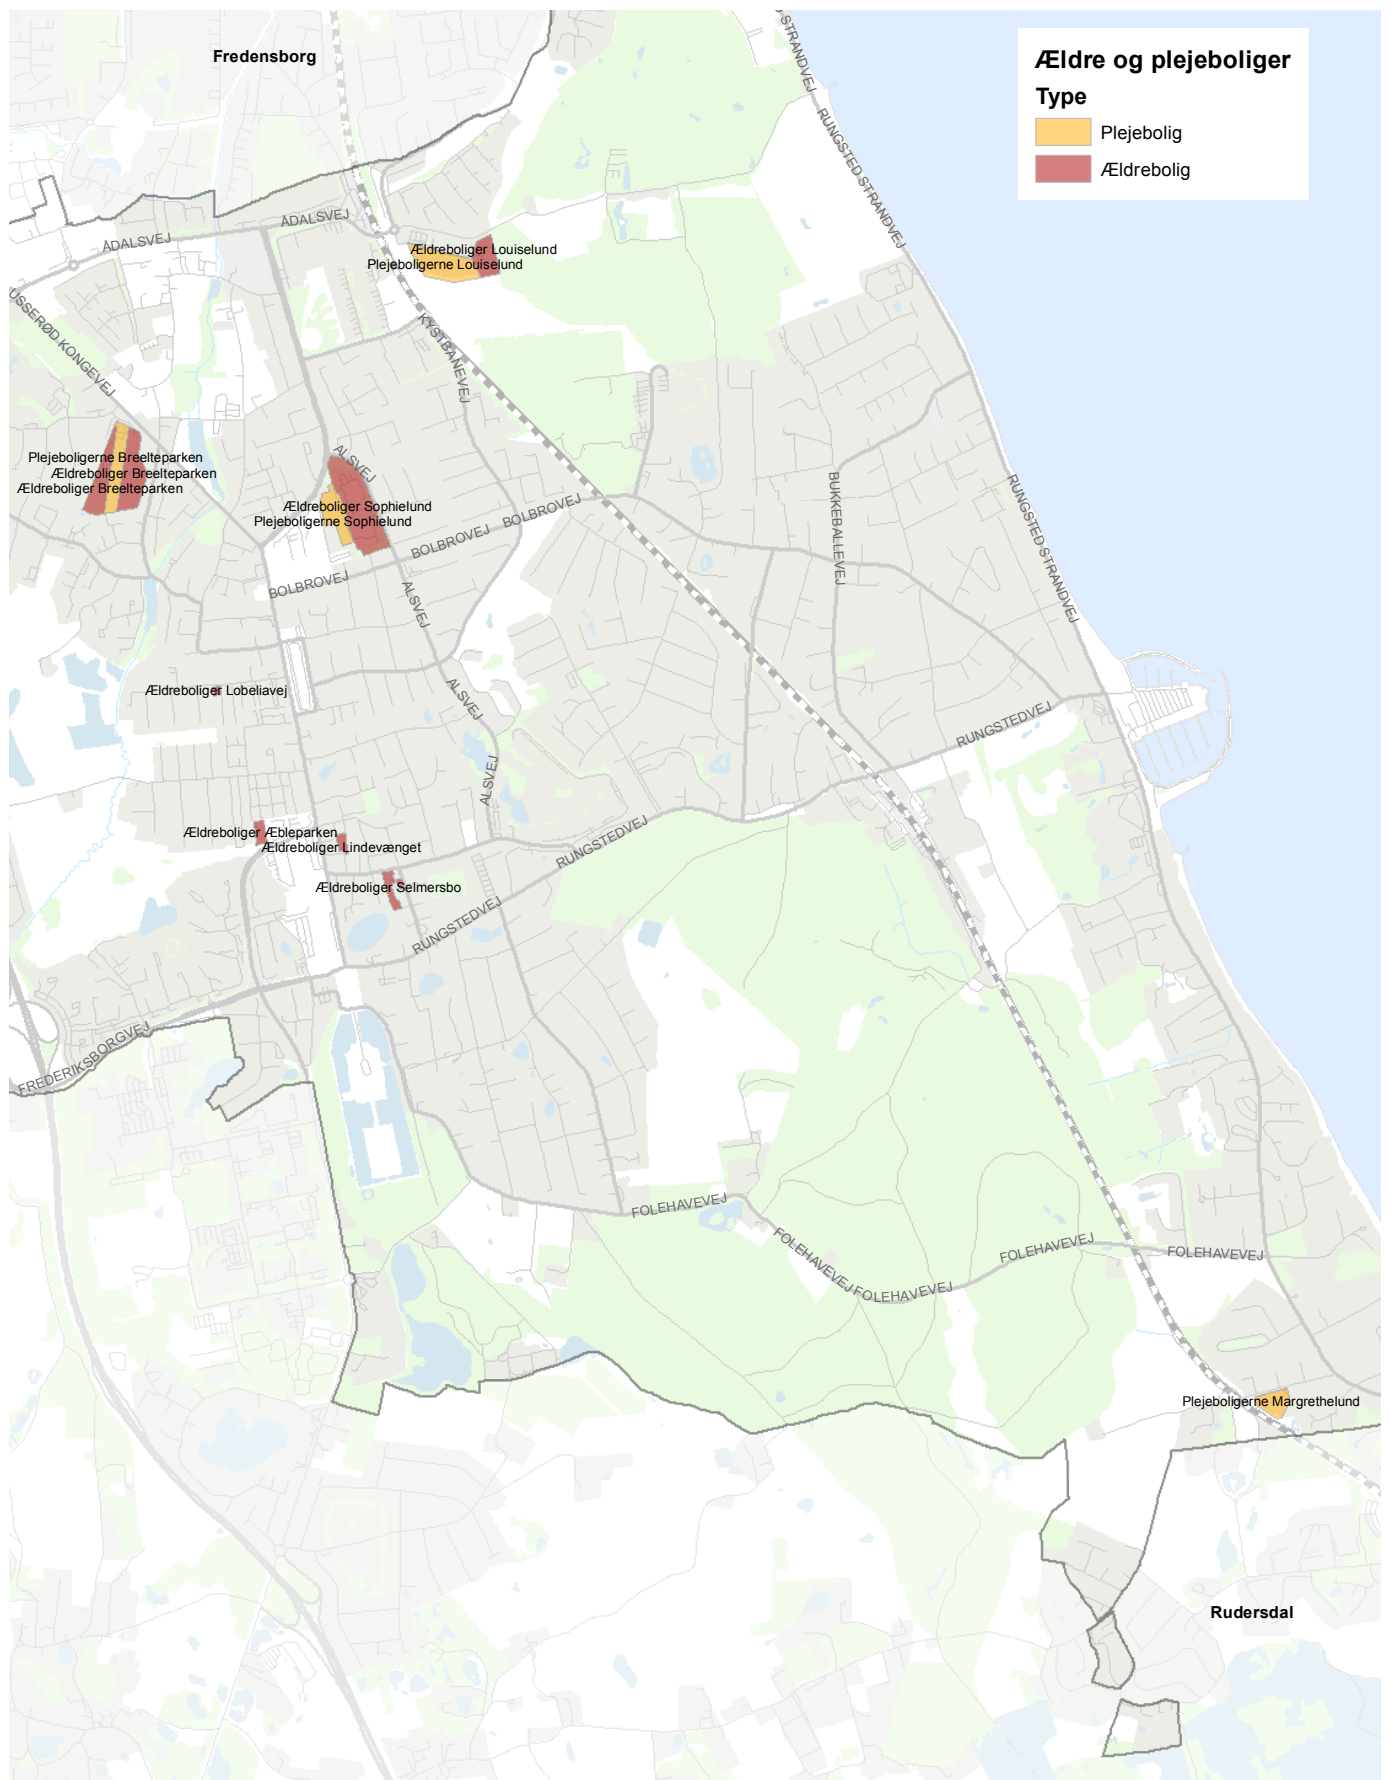 Fredensborg
Ældre og plejeboliger
Type
Plejebolig
Ældrebolig
STRANDVEJ
RUNGSTED STRANDVEJ
ÅDALSVEJ
ÅDALSVEJ
Ældreboliger Louiselund
Plejeboligerne Louiselund
USSERØD KONGEVEJ
KYSTBANEVEJ
Plejeboligerne Breelteparken
Ældreboliger Breelteparken
Ældreboliger Breelteparken
ALSVEJ
Ældreboliger Sophielund
Plejeboligerne Sophielund
BOLBROVEJ
BOLBROVEJ
BOLBROVEJ
BUKKEBALLEVEJ
RUNGSTED STRANDVEJ
ALSVEJ
Ældreboliger Lobeliavej
ALSVEJ
RUNGSTEDVEJ
ALSVEJ
Ældreboliger Æbleparken
Ældreboliger Lindevænget
RUNGSTEDVEJ
Ældreboliger Selmersbo
RUNGSTEDVEJ
FREDERIKSBORGVEJ
FOLEHAVEVEJ
FOLEHAVEVEJ
FOLEHAVEVEJ
FOLEHAVEVEJ
FOLEHAVEVEJ
Plejeboligerne Margrethelund
Rudersdal